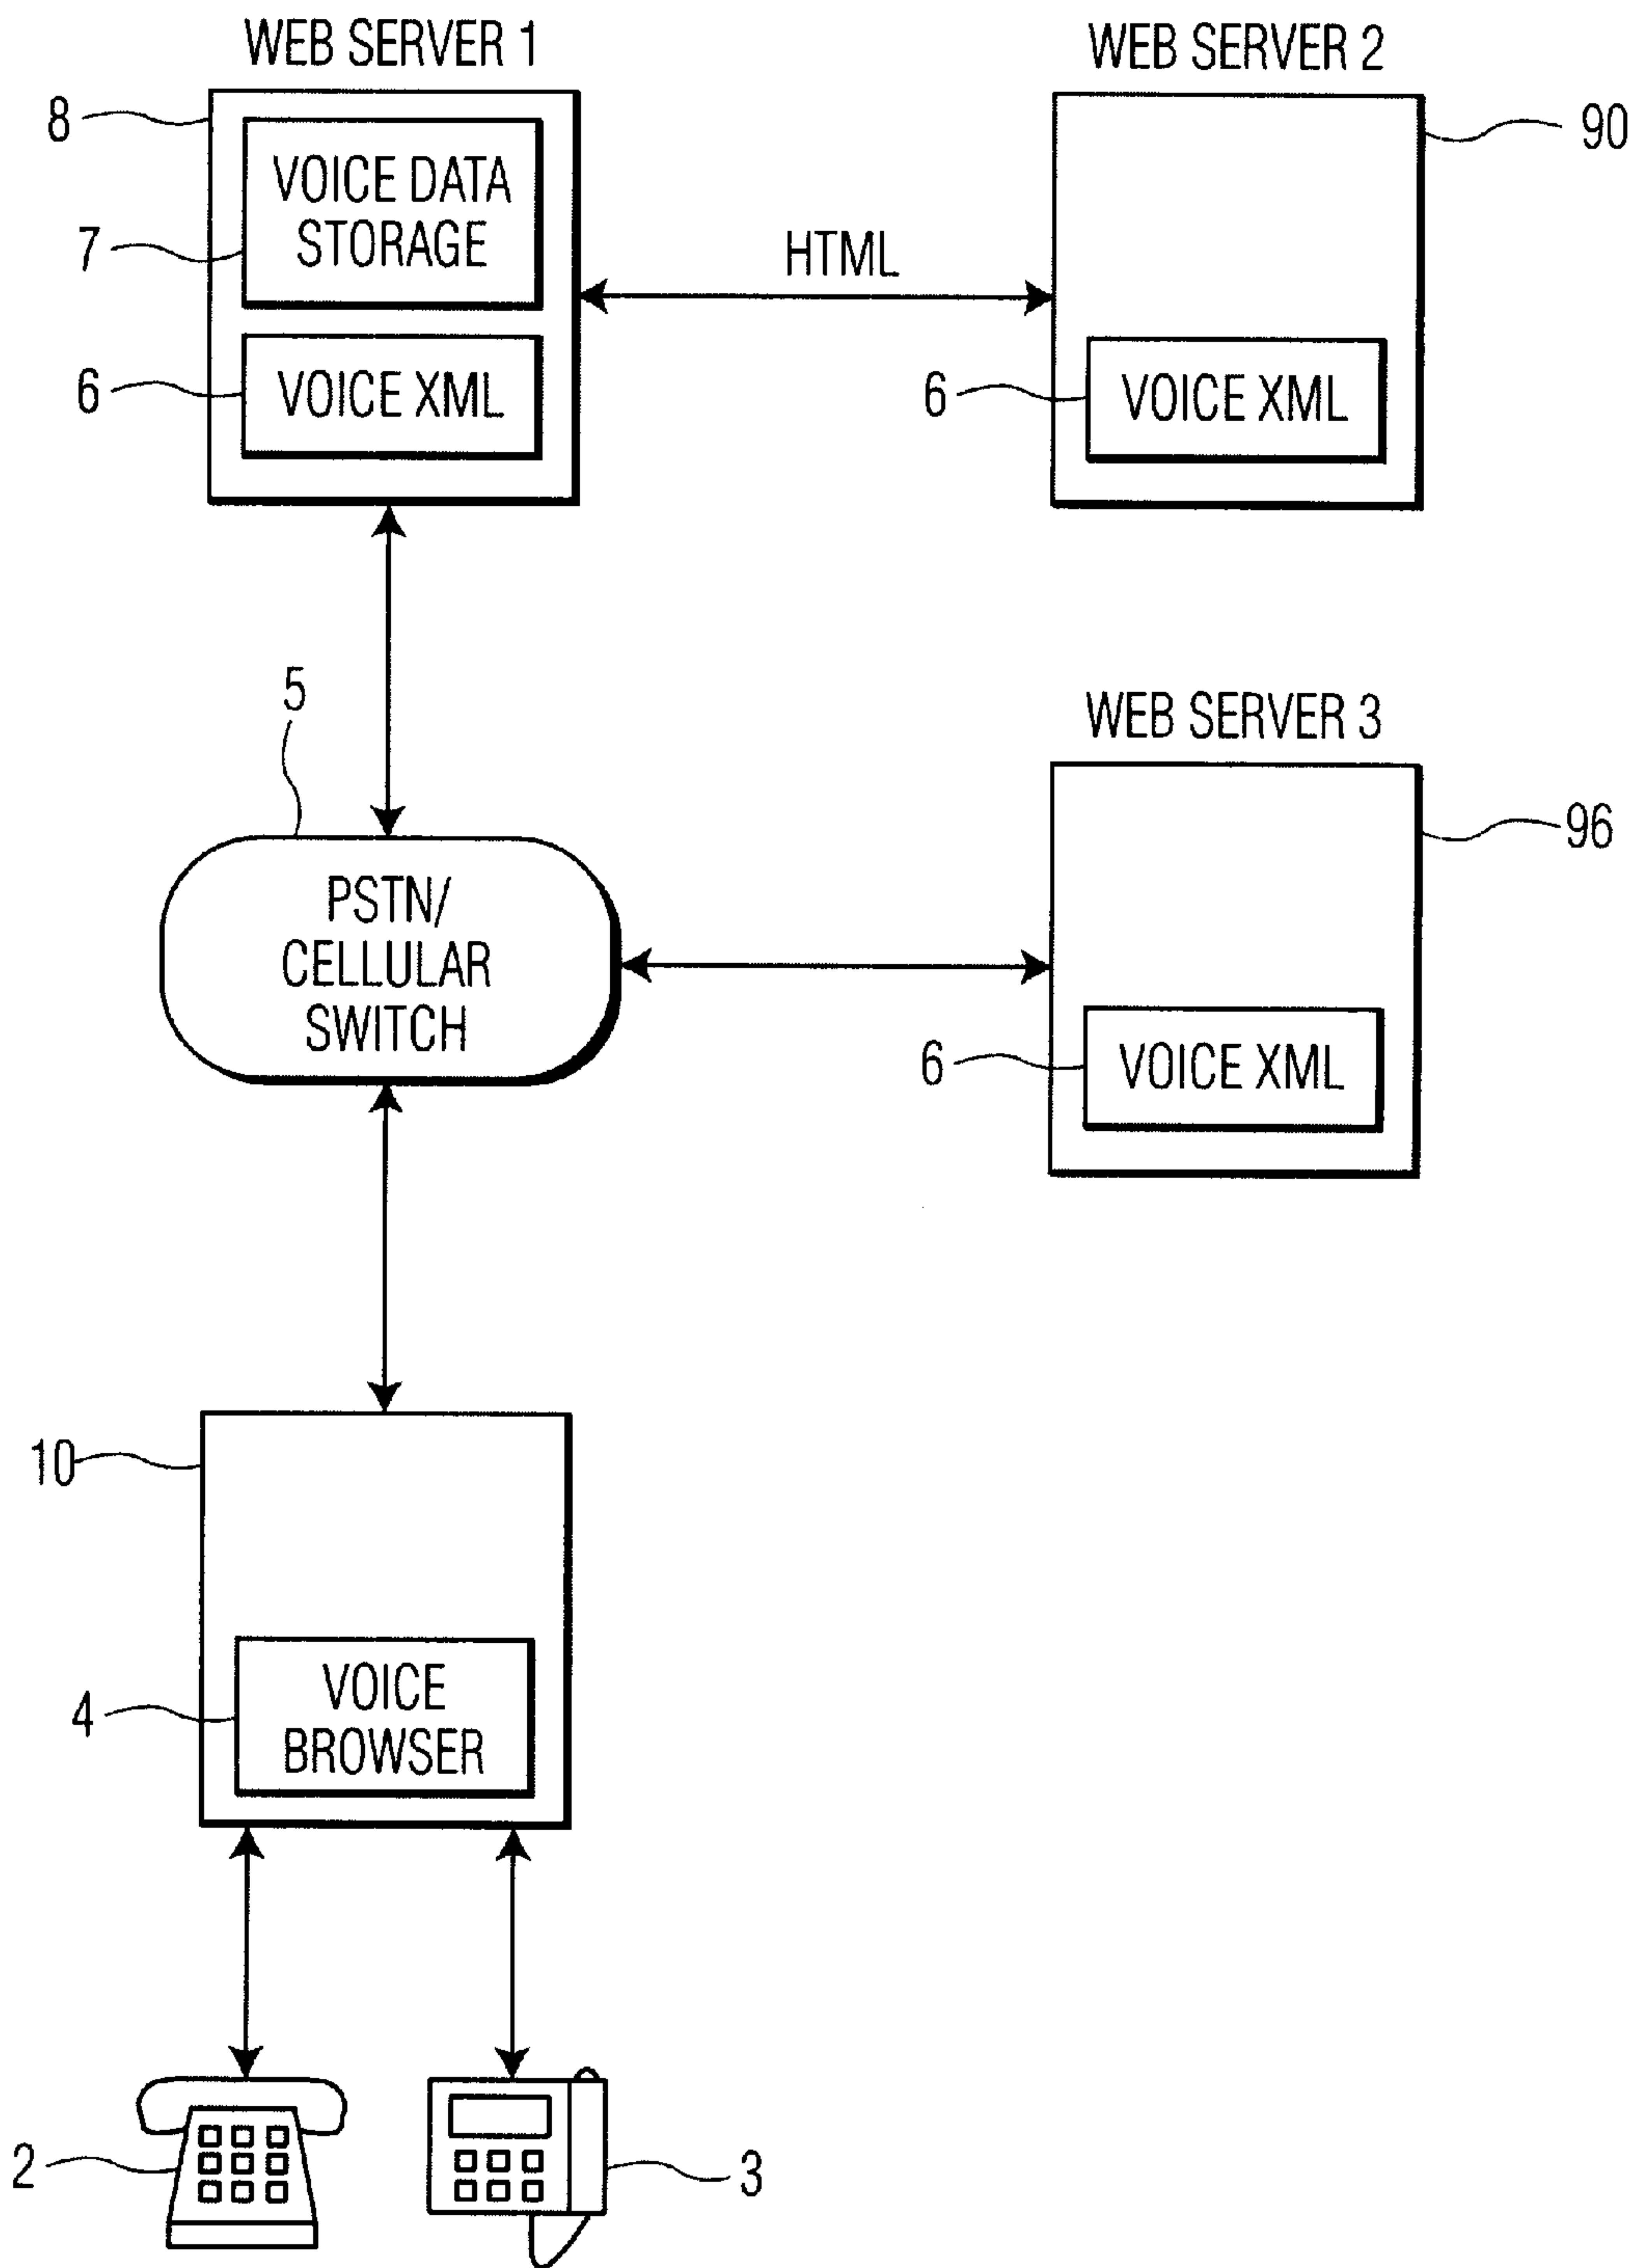 WEB SERVER 1
WEB SERVER 2
8
VOICE DATA
STORAGE
7
90
HTML
6
VOICE XML
6
VOICE XML
5
WEB SERVER 3
PSTN/
CELLULAR
SWITCH
96
6
VOICE XML
10
4
VOICE
BROWSER
2
3